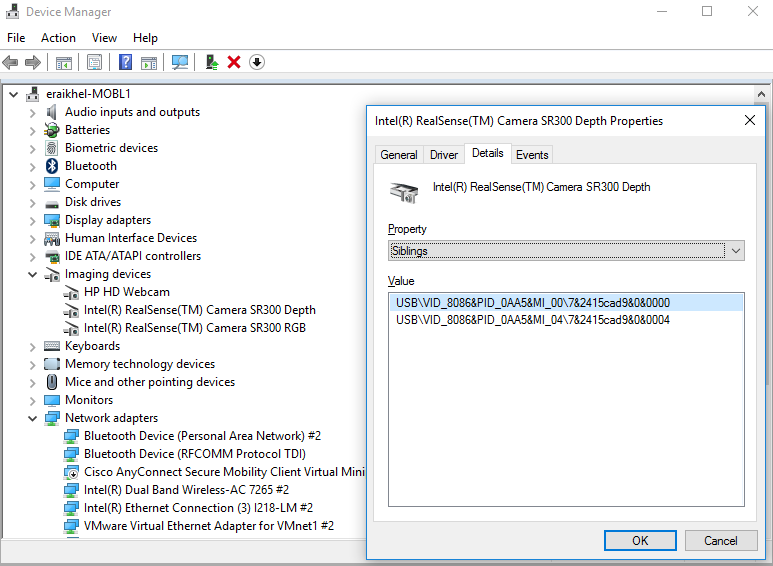 Device Manager
File Action View Help
eraikhel-MOBL1
Audio inputs and outputs
Batteries
Biometric devices
Bluetooth
Computer
Disk drives
Display adapters
Human Interface Devices
IDE ATA/ATAPI controllers
Imaging devices
HP HD Webcam
Intel(R) RealSense(TM) Camera SR300 Depth
Intel(R) RealSense(TM) Camera SR300 RGB
Keyboards
Memory technology devices
Mice and other pointing devices
Monitors
Network adapters
Bluetooth Device (Personal Area Network) #2
Bluetooth Device (RFCOMM Protocol TDI)
Cisco AnyConnect Secure Mobility Client Virtual Mini
Intel(R) Dual Band Wireless-AC 7265 #2
Intel(R) Ethernet Connection (3) I218-LM #2
VMware Virtual Ethernet Adapter for VMnet1 #2
Intel(R) RealSense(TM) Camera SR300 Depth Properties
General Driver Details Events
Intel(R) RealSense(TM) Camera SR300 Depth
Property
Siblings
Value
USB\VID_8086&PID_0AA5&MI_00\7&2415cad9&0&0000
USB\VID_8086&PID_0AA5&MI_04\7&2415cad9&0&0004
OK Cancel